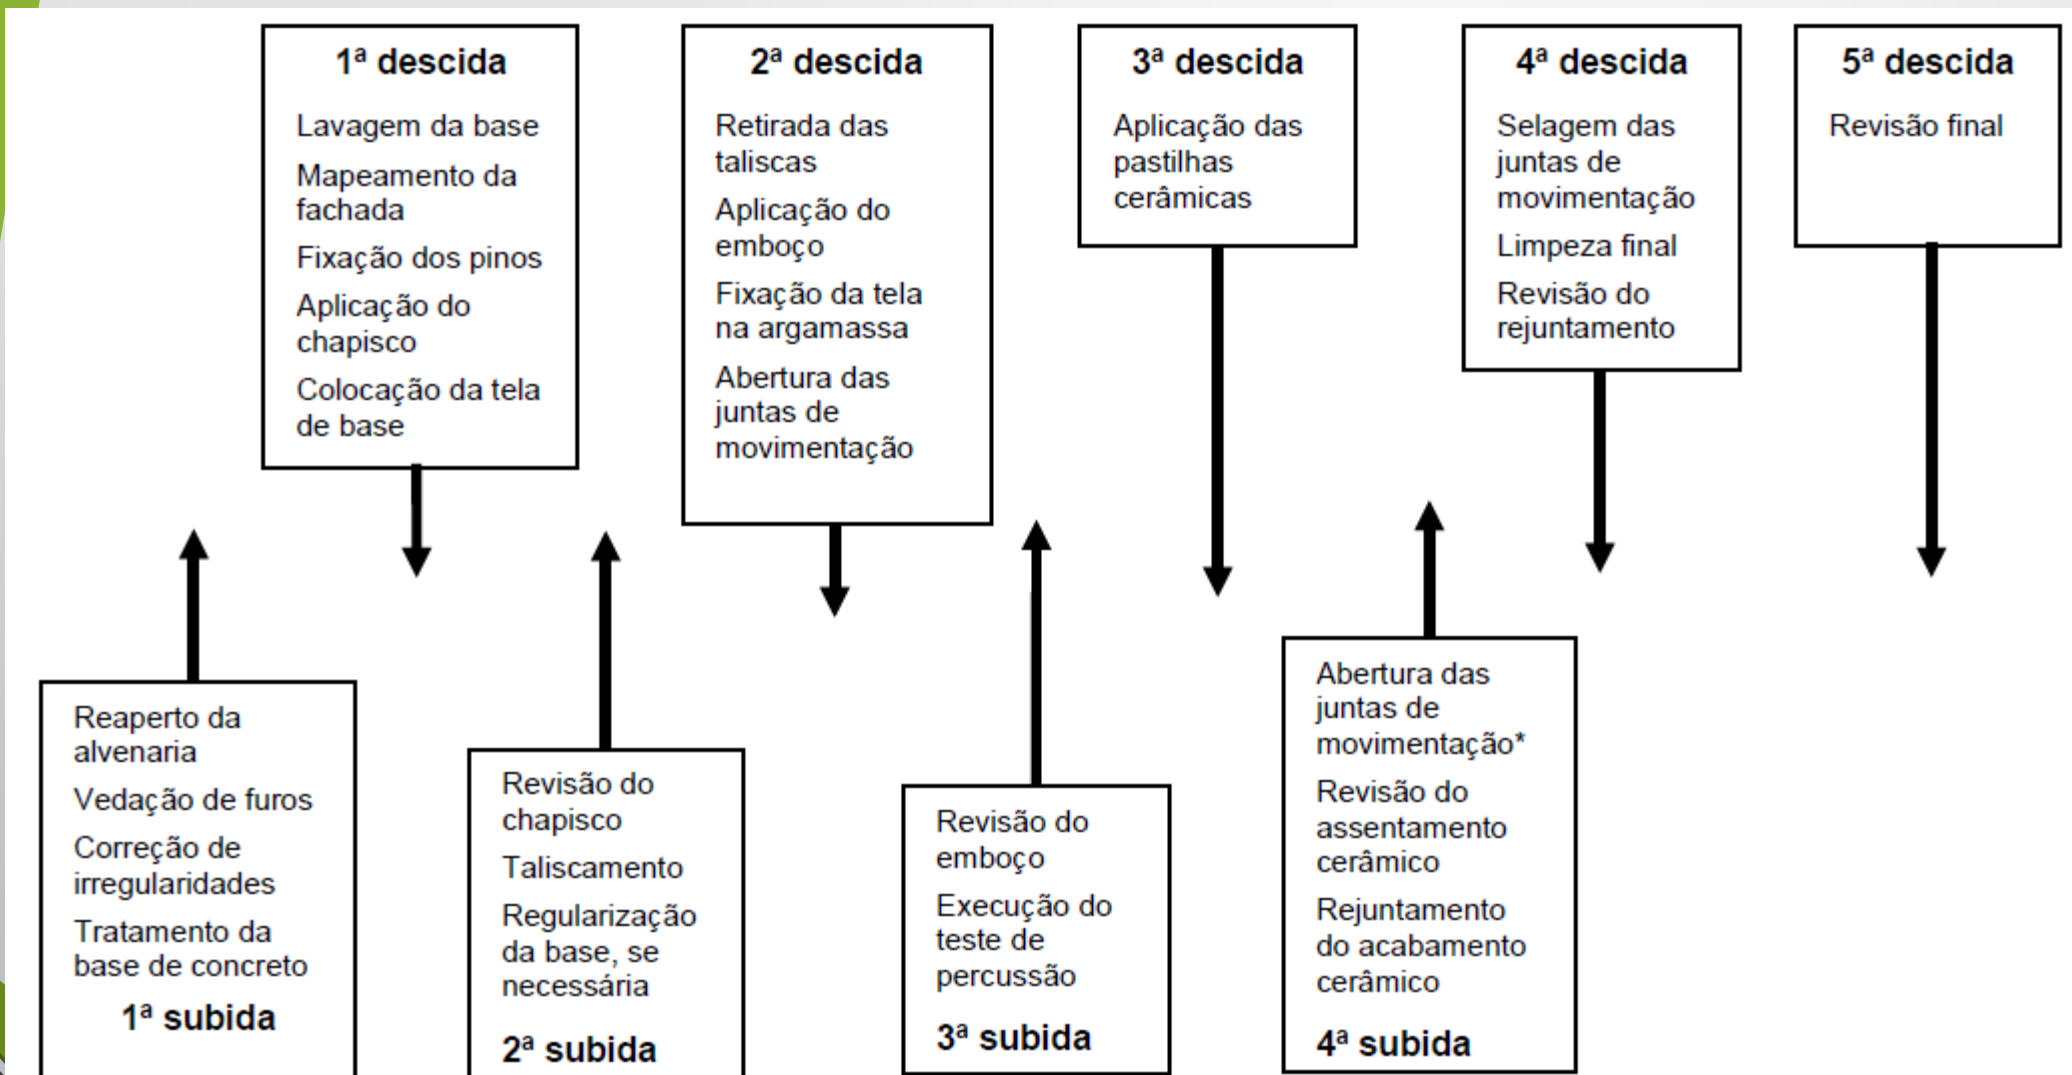 1ª descida
Lavagem da base
Mapeamento da
fachada
Fixação dos pinos
Aplicação do
chapisco
Colocação da tela
de base
2ª descida
Retirada das
taliscas
Aplicação do
emboço
Fixação da tela
na argamassa
Abertura das
juntas de
movimentação
3ª descida
Aplicação das
pastilhas
cerâmicas
4ª descida
Selagem das
juntas de
movimentação
Limpeza final
Revisão do
rejuntamento
5ª descida
Revisão final
Reaperto da
alvenaria
Vedação de furos
Correção de
irregularidades
Tratamento da
base de concreto
1ª subida
Revisão do
chapisco
Taliscamento
Regularização
da base, se
necessária
2ª subida
Revisão do
emboço
Execução do
teste de
percussão
3ª subida
Abertura das
juntas de
movimentação*
Revisão do
assentamento
cerâmico
Rejuntamento
do acabamento
cerâmico
4ª subida